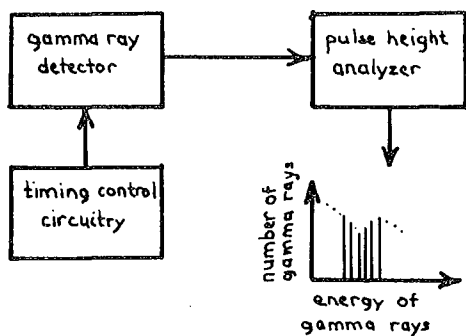 gamma ray
detector
pulse height
analyzer
timing control
circuitry
number of
gamma rays
energy of
gamma rays